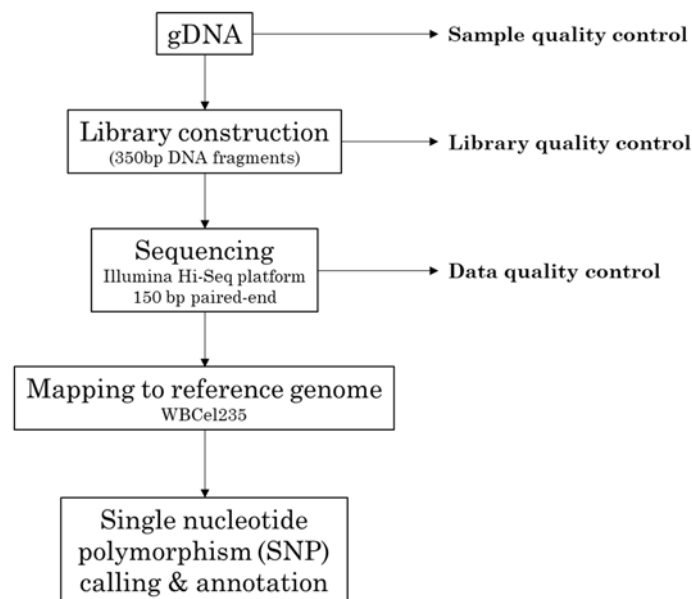 gDNA
Sample quality control
Library construction
(350bp DNA fragments)
Library quality control
Sequencing
Illumina Hi-Seq platform
150 bp paired-end
Data quality control
Mapping to reference genome
WBCel235
Single nucleotide
polymorphism (SNP)
calling & annotation